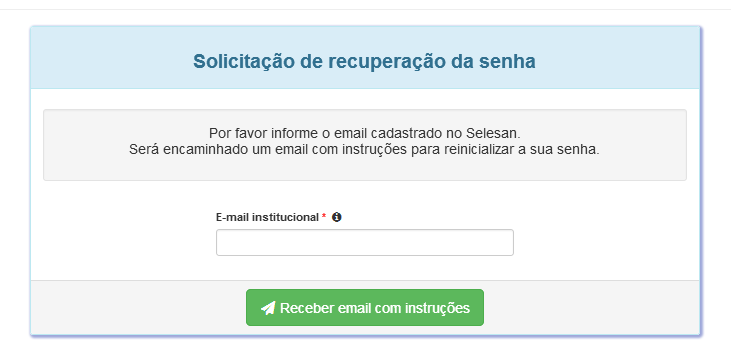 Solicitação de recuperação da senha
Por favor informe o email cadastrado no Selesan.
Será encaminhado um email com instruções para reinicializar a sua senha.
E-mail institucional *
Receber email com instruções